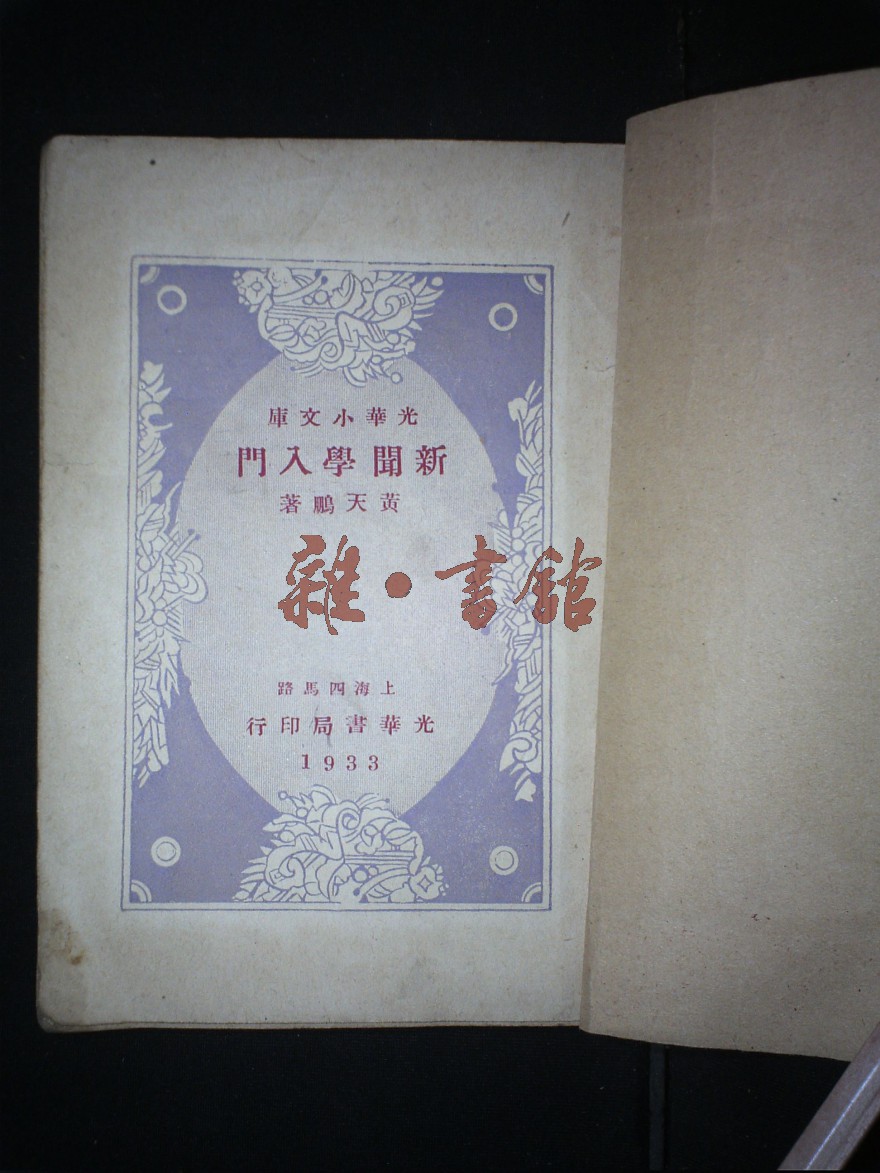 光華小文庫
新聞學入門
黃天鵬著
雜·書館
上海四馬路
光華書局印行
1933